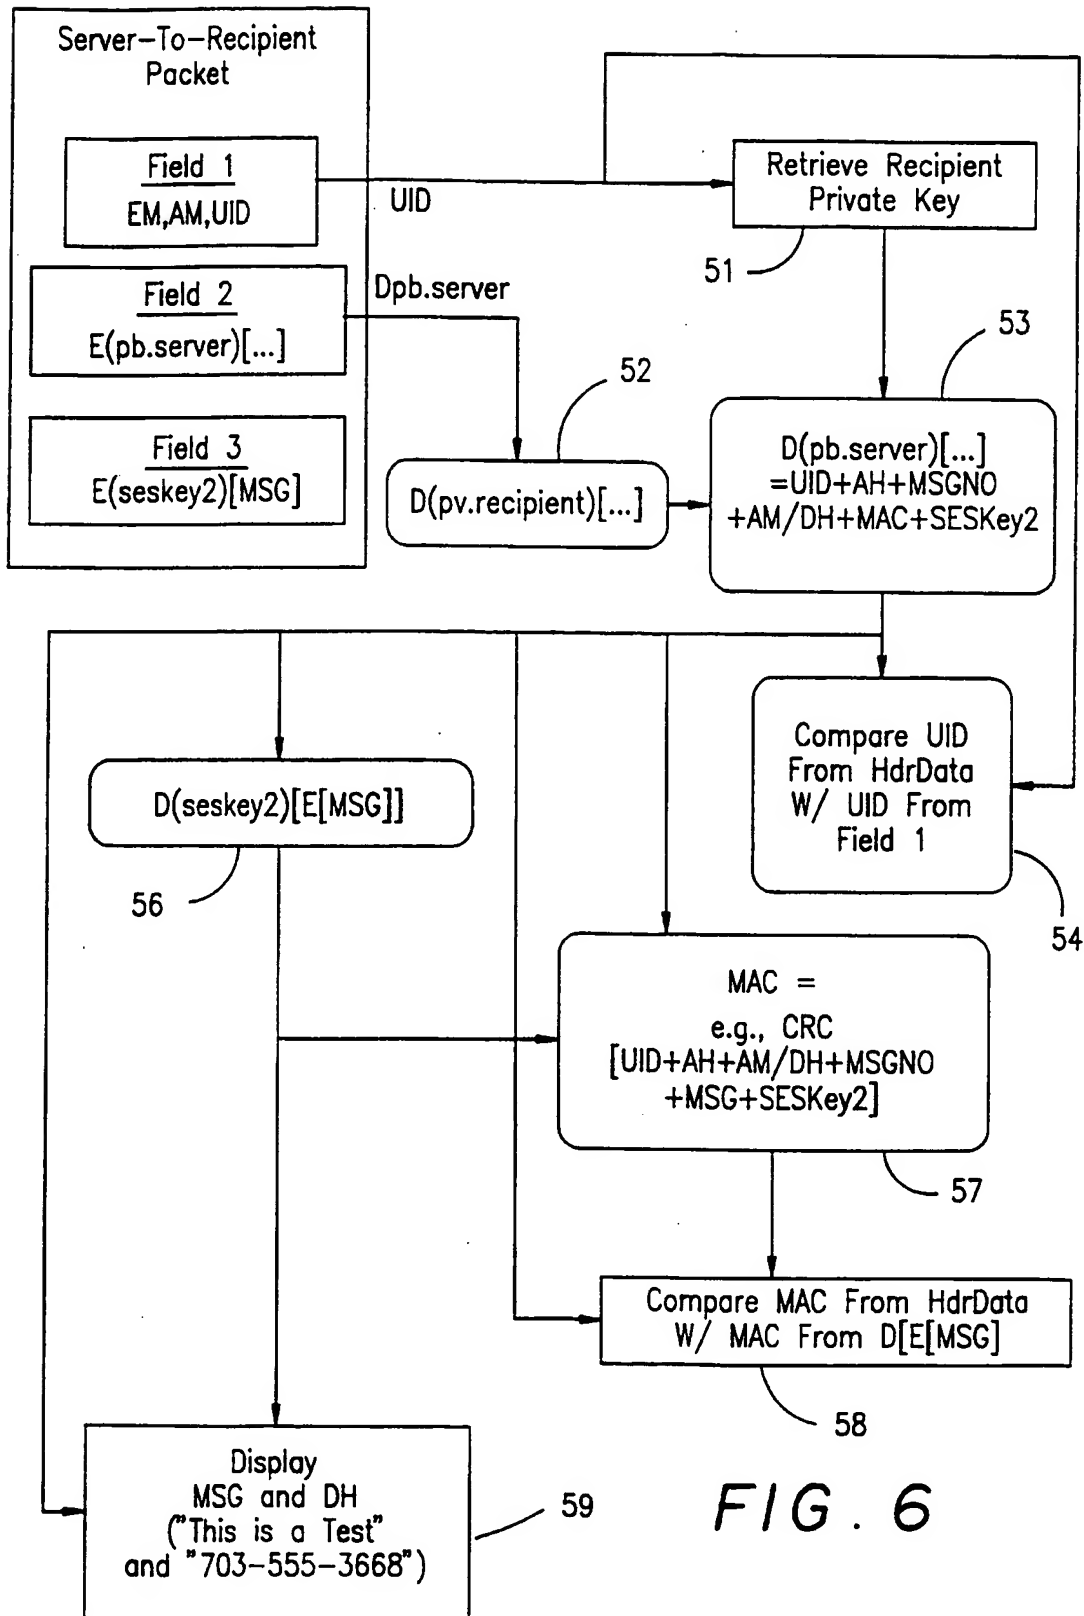 Server-To-Recipient
Packet
Field 1
EM,AM,UID
UID
Retrieve Recipient
Private Key
51
Field 2
E(pb.server)[...]
Dpb.server
53
52
Field 3
E(seskey2)[MSG]
D(pv.recipient)[...]
D(pb.server)[...]
=UID+AH+MSGNO
+AM/DH+MAC+SESKey2
Compare UID
From HdrData
W/ UID From
Field 1
54
D(seskey2)[E[MSG]]
56
MAC =
e.g., CRC
[UID+AH+AM/DH+MSGNO
+MSG+SESKey2]
57
Compare MAC From HdrData
W/ MAC From D[E[MSG]
58
Display
MSG and DH
("This is a Test"
and "703-555-3668")
59
FIG. 6